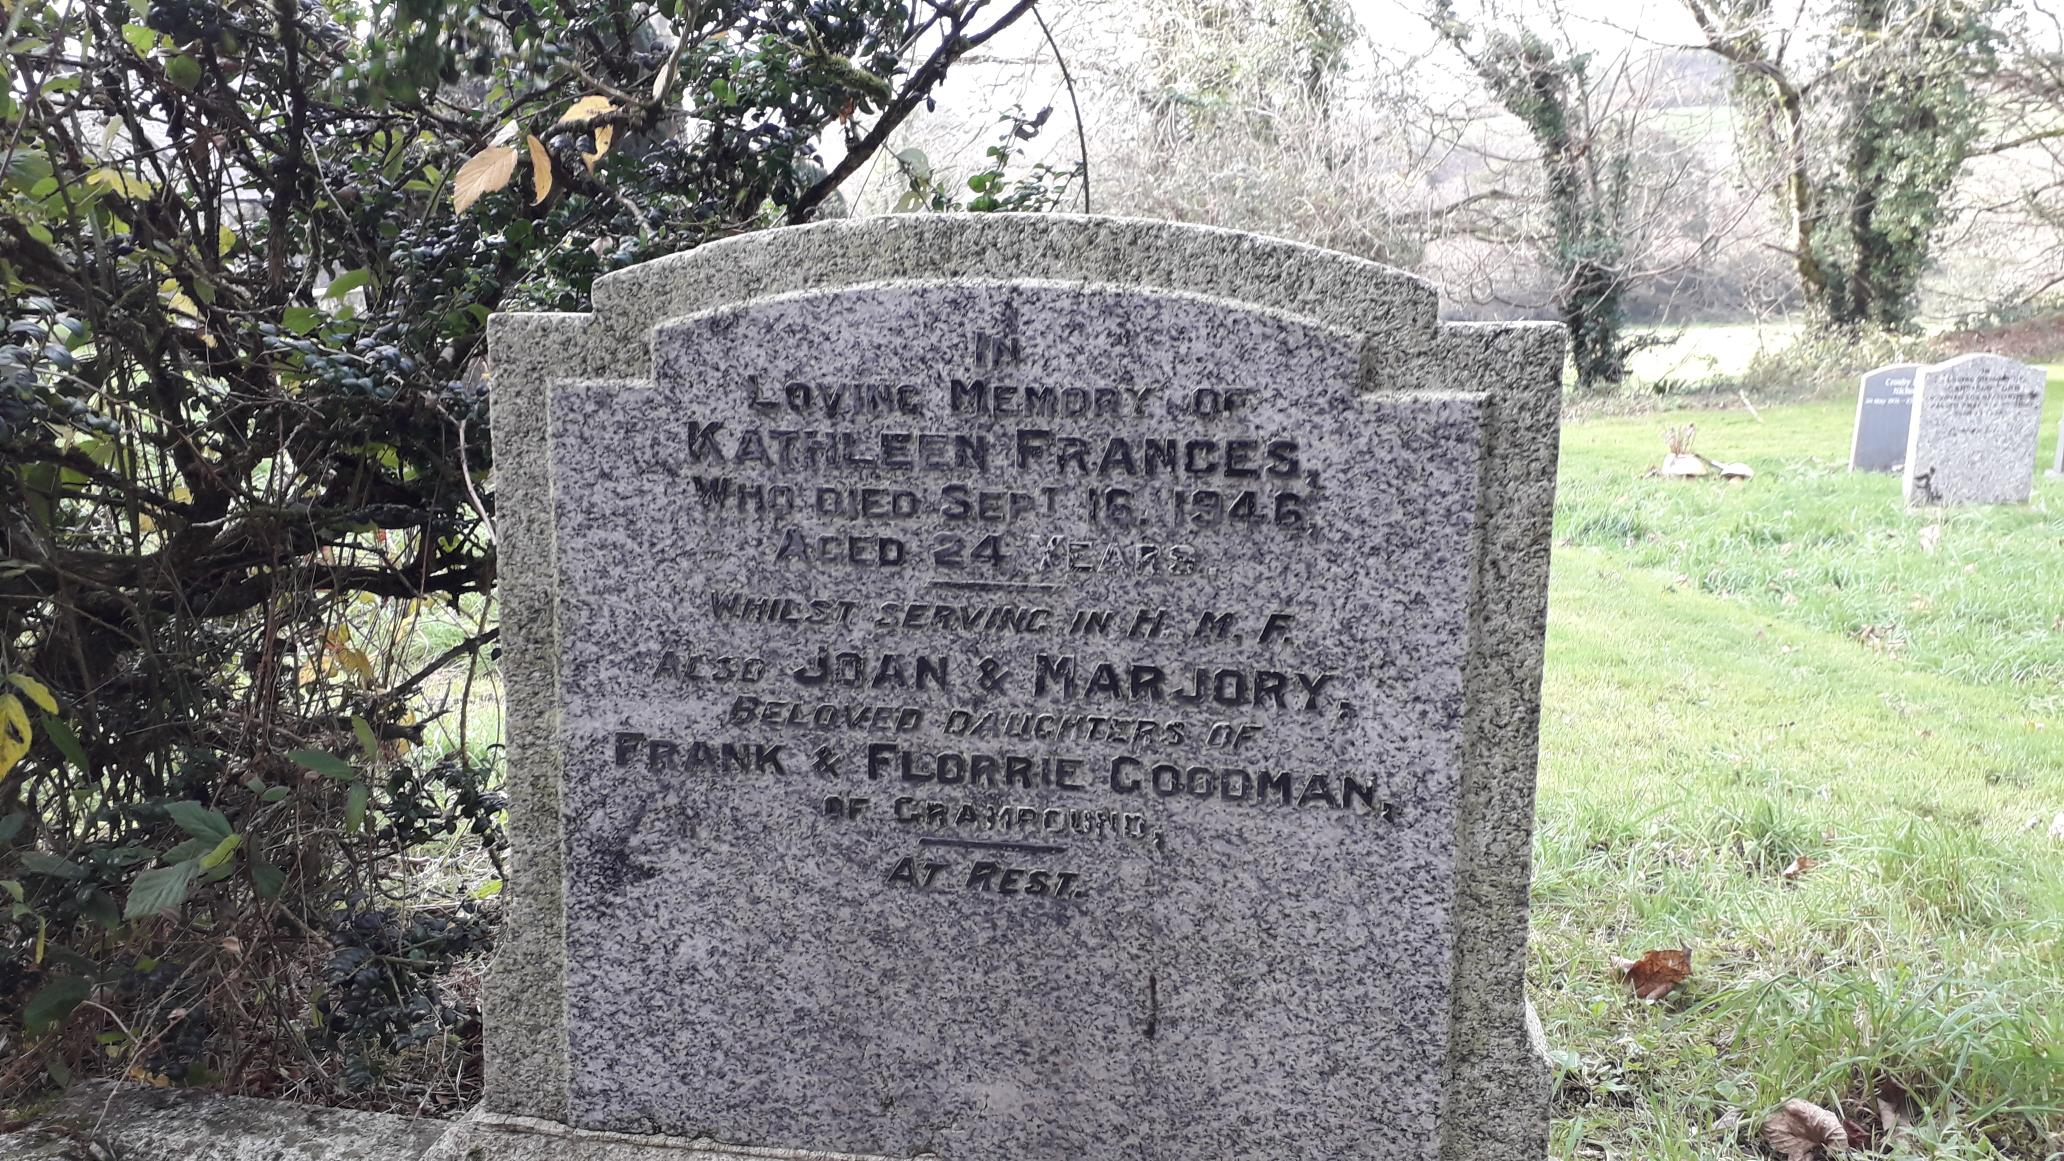 IN
LOVING MEMORY OF
KATHLEEN FRANCES,
WHO DIED SEPT 16. 1946,
AGED 24 YEARS.
WHILST SERVING IN H. M. F.
ALSO JOAN & MARJORY,
BELOVED DAUGHTERS OF
FRANK & FLORRIE GOODMAN,
OF GRAMPOUND,
AT REST.